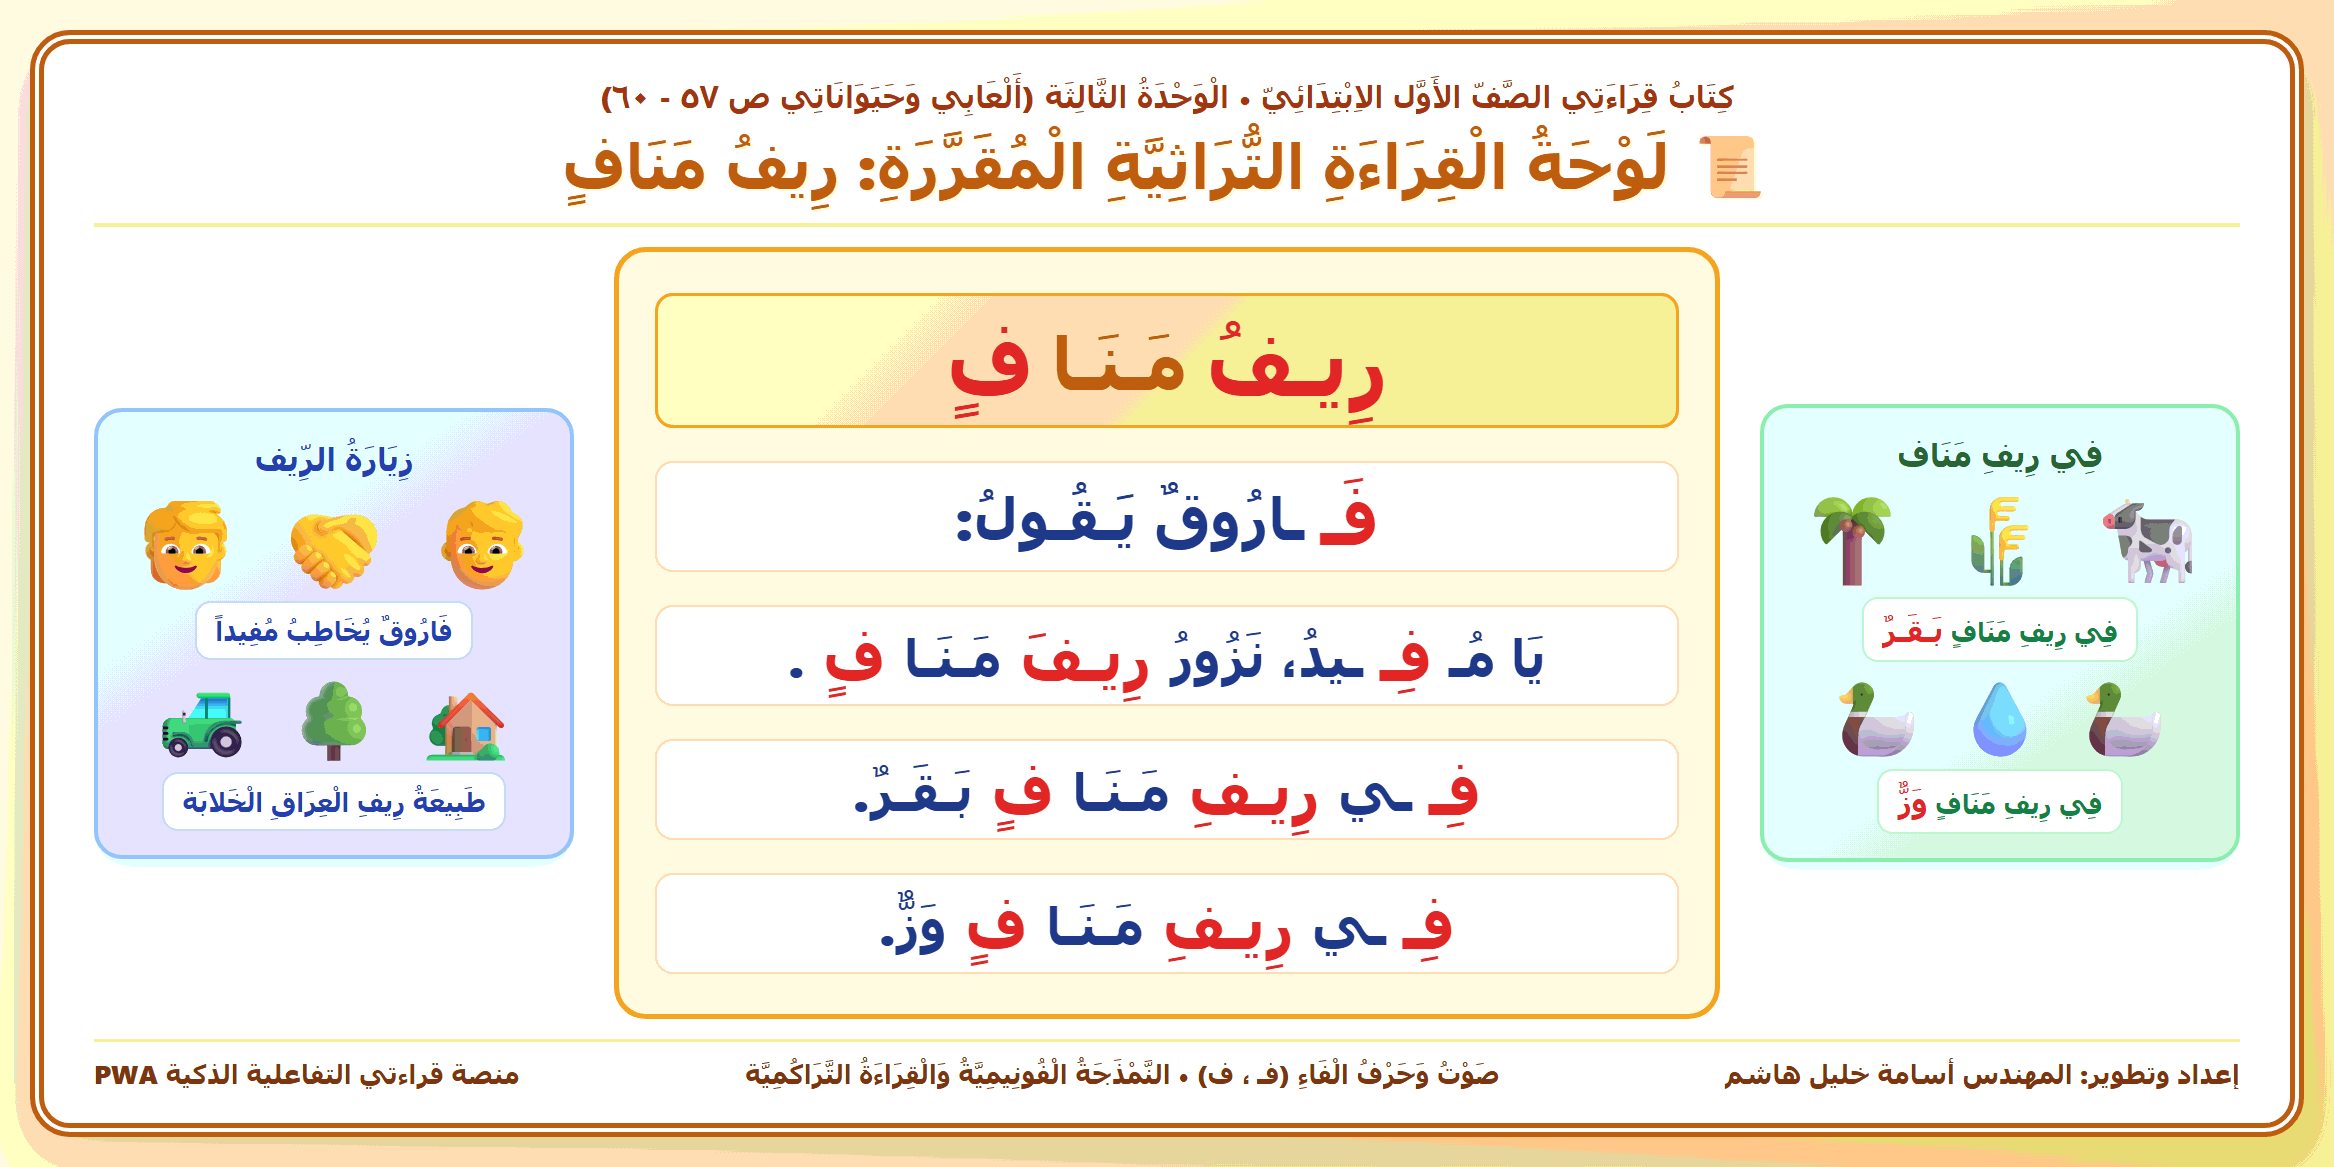 كِتَابُ قِرَاءَتِي الصَّفّ الأَوَّل الاِبْتِدَائِيّ • الْوَحْدَةُ الثَّالِثَة (أَلْعَابِي وَحَيَوَانَاتِي ص ٥٧ - ٦٠)
📜 لَوْحَةُ الْقِرَاءَةِ التُّرَاثِيَّةِ الْمُقَرَّرَةِ: رِيفُ مَنَافٍ
رِيـفُ مَـنَـا فٍ
فَـ ـارُوقٌ يَـقُـولُ:
يَا مُـ فِـ ـيدُ، نَزُورُ رِيـفَ مَـنَـا فٍ .
فِـ ـي رِيـفِ مَـنَـا فٍ بَـقَـرٌ.
فِـ ـي رِيـفِ مَـنَـا فٍ وَزٌّ.
فِي رِيفِ مَنَاف
فِي رِيفِ مَنَافٍ بَـقَـرٌ
فِي رِيفِ مَنَافٍ وَزٌّ
زِيَارَةُ الرِّيف
فَارُوقٌ يُخَاطِبُ مُفِيداً
طَبِيعَةُ رِيفِ الْعِرَاقِ الْخَلابَة
إعداد وتطوير: المهندس أسامة خليل هاشم
صَوْتُ وَحَرْفُ الْفَاءِ (فـ ، ف) • النَّمْذَجَةُ الْفُونِيمِيَّةُ وَالْقِرَاءَةُ التَّرَاكُمِيَّة
منصة قراءتي التفاعلية الذكية PWA